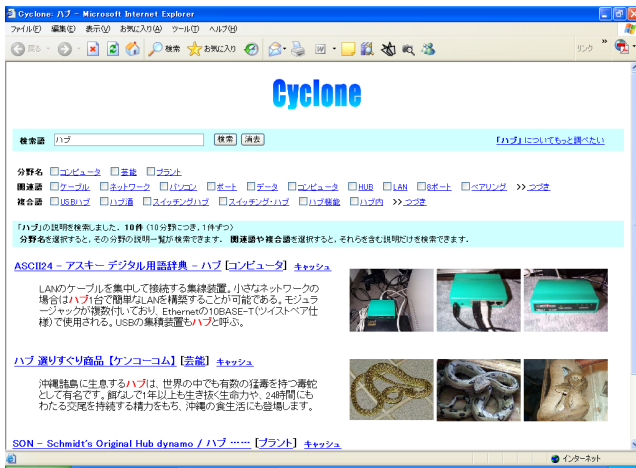 Cyclone: ハブ - Microsoft Internet Explorer
ファイル(F) 編集(E) 表示(V) お気に入り(A) ツール(T) ヘルプ(H)
戻る 検索 お気に入り リンク »
Cyclone
検索語 ハブ 検索 消去 「ハブ」についてもっと調べたい
分野名 コンピュータ 芸能 プラント
関連語 ケーブル ネットワーク パソコン ポート データ コンピュータ HUB LAN 8ポート ペアリング >> つづき
複合語 USBハブ ハブ酒 スイッチングハブ スイッチング・ハブ ハブ機能 ハブ内 >> つづき
「ハブ」の説明を検索しました。10件(10分野につき、1件ずつ)
分野名を選択すると、その分野の説明一覧が検索できます。 関連語や複合語を選択すると、それらを含む説明だけを検索できます。
ASCII24 - アスキー デジタル用語辞典 - ハブ [コンピュータ] キャッシュ
LANのケーブルを集中して接続する集線装置。小さなネットワークの
場合はハブ1台で簡単なLANを構築することが可能である。モジュラ
ージャックが複数付いており、Ethernetの10BASE-T(ツイストペア仕
様)で使用される。USBの集積装置もハブと呼ぶ。
ハブ 選りすぐり商品【ケンコーコム】 [芸能] キャッシュ
沖縄諸島に生息するハブは、世界の中でも有数の猛毒を持つ毒蛇
として有名です。餌なしで1年以上も生き抜く生命力や、24時間にも
わたる交尾を持続する精力をもち、沖縄の食生活にも登場します。
SON - Schmidt's Original Hub dynamo / ハブ …… [プラント] キャッシュ
インターネット